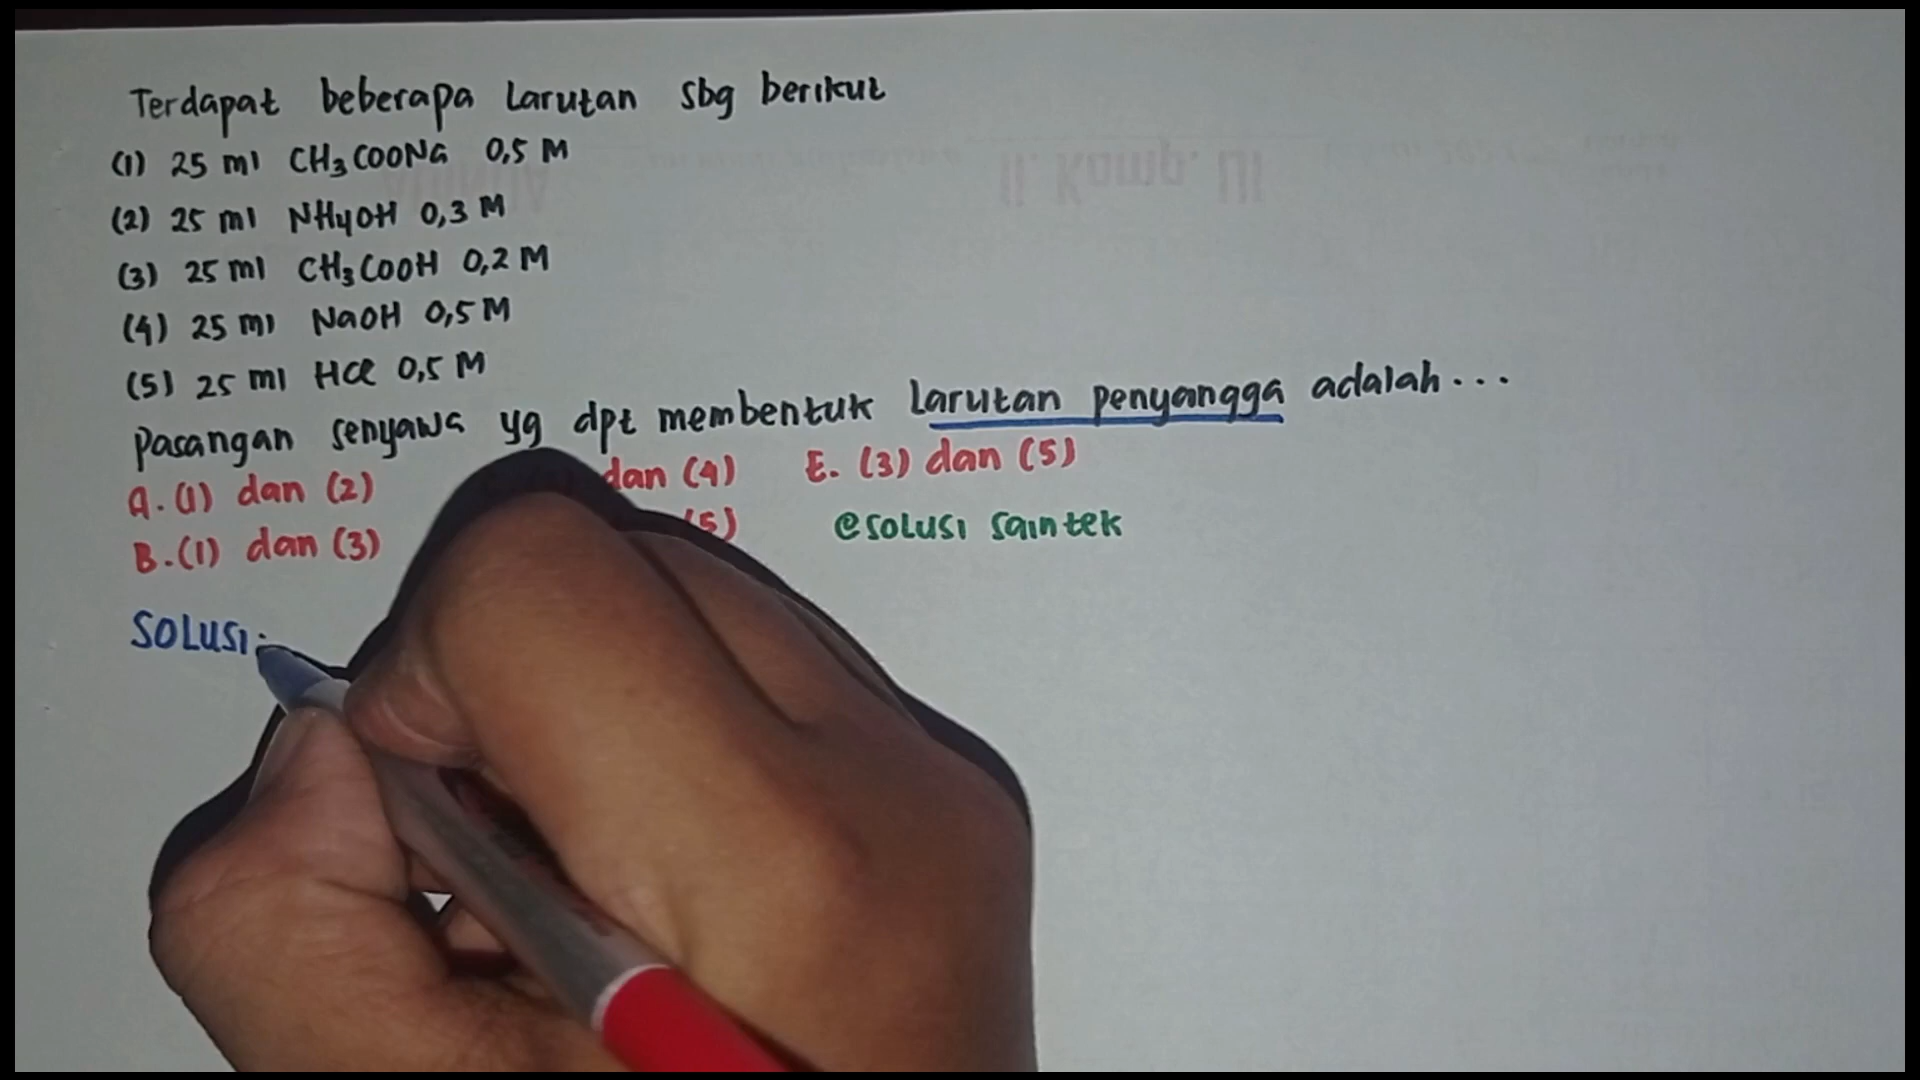 Terdapat beberapa Larutan sbg berikut
(1) 25 ml CH3COONa 0,5 M
(2) 25 ml NH4OH 0,3 M
(3) 25 ml CH3COOH 0,2 M
(4) 25 ml NaOH 0,5 M
(5) 25 ml HCl 0,5 M
Pasangan senyawa yg dpt membentuk Larutan penyangga adalah...
A. (1) dan (2) dan (4) E. (3) dan (5)
B. (1) dan (3) (5) @solusi saintek
SOLUSI: